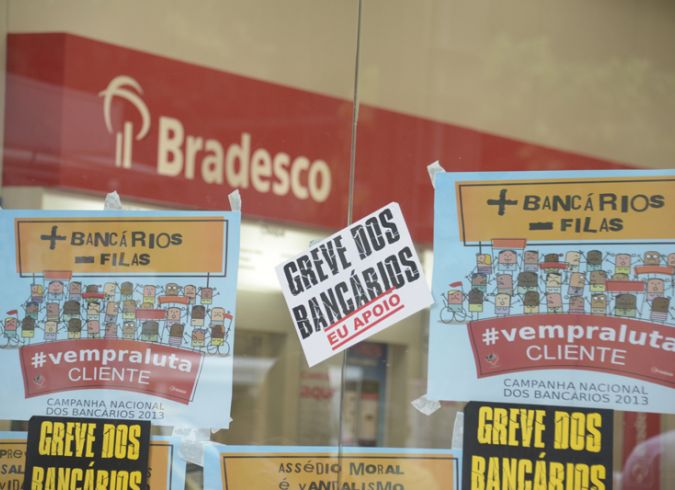 Bradesco
+ BANCÁRIOS
= FILAS
#vempraluta
CLIENTE
CAMPANHA NACIONAL
DOS BANCÁRIOS 2013
GREVE DOS
BANCÁRIOS
GREVE DOS
BANCÁRIOS
EU APOIO
+ BANCÁRIOS
= FILAS
#vempraluta
CLIENTE
CAMPANHA NACIONAL
DOS BANCÁRIOS 2013
ASSÉDIO MORAL
É VANDALISMO
GREVE DOS
BANCÁRIOS